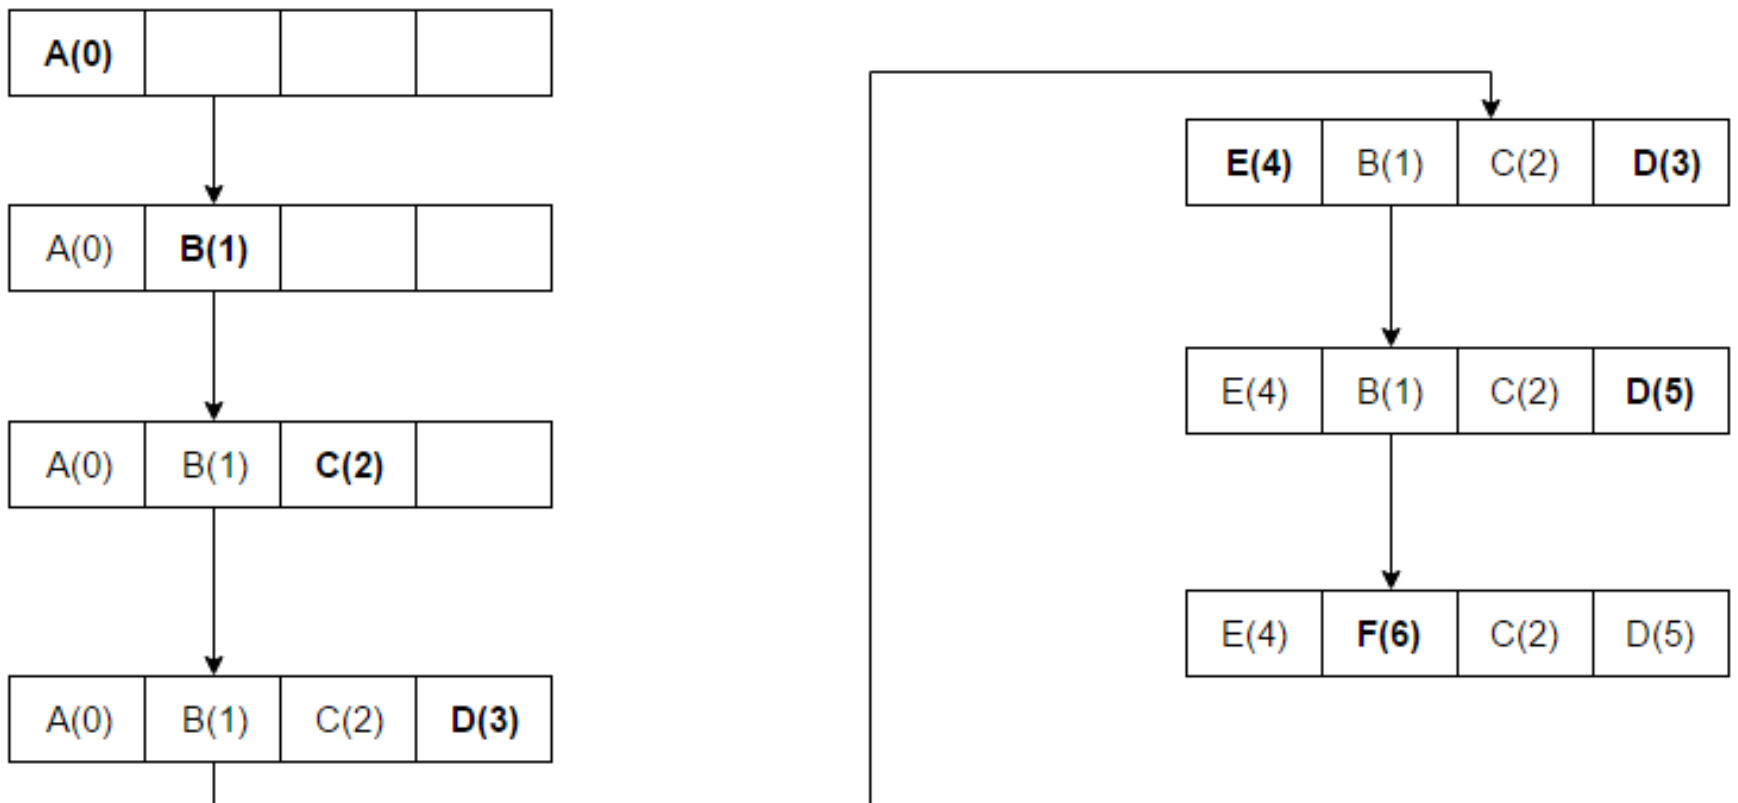 A(0)
A(0) B(1)
A(0) B(1) C(2)
A(0) B(1) C(2) D(3)
E(4) B(1) C(2) D(3)
E(4) B(1) C(2) D(5)
E(4) F(6) C(2) D(5)